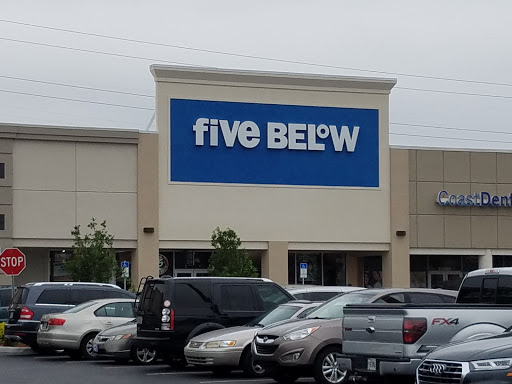 five BELOW
CoastDent
STOP
FX4